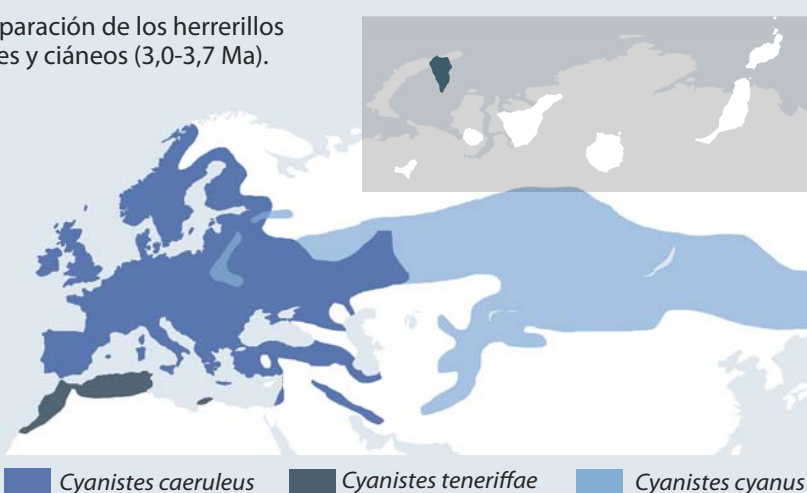 paración de los herrerillos
es y ciáneos (3,0-3,7 Ma).
Cyanistes caeruleus
Cyanistes teneriffae
Cyanistes cyanus